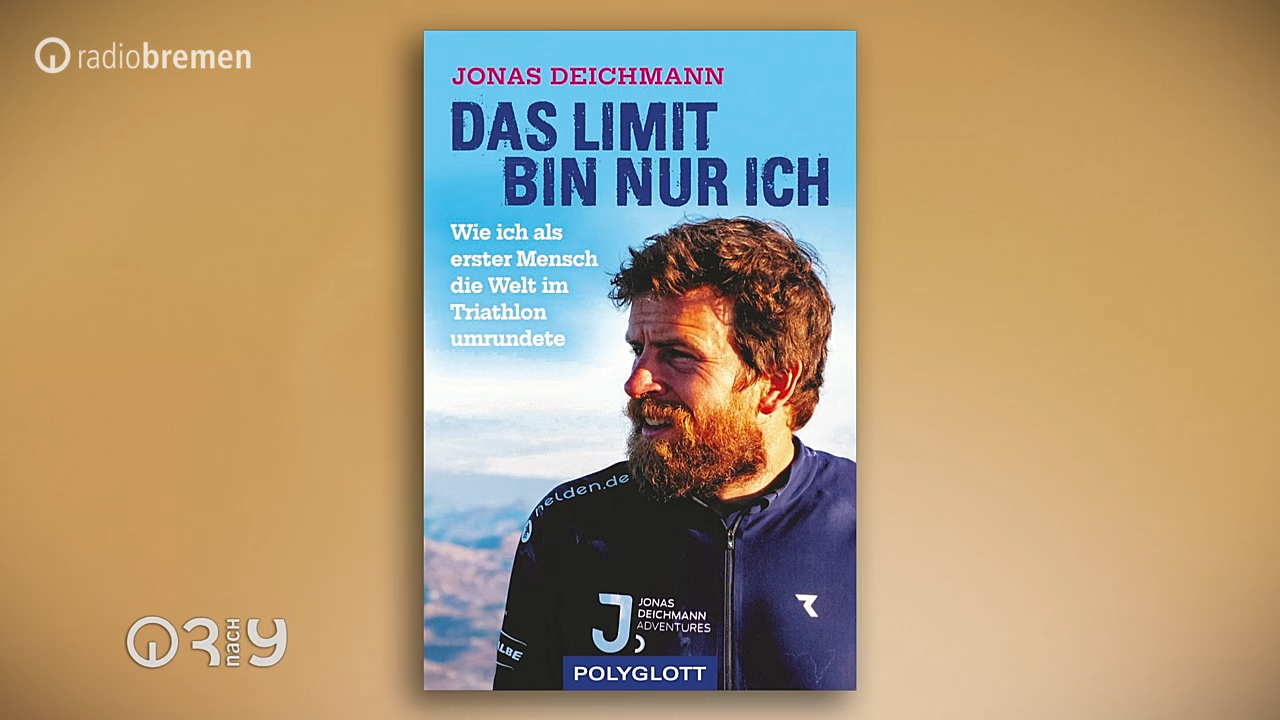 radiobremen
JONAS DEICHMANN
DAS LIMIT
BIN NUR ICH
Wie ich als
erster Mensch
die Welt im
Triathlon
umrundete
helden.de
JONAS
DEICHMANN
ADVENTURES
POLYGLOTT
3 nach 9